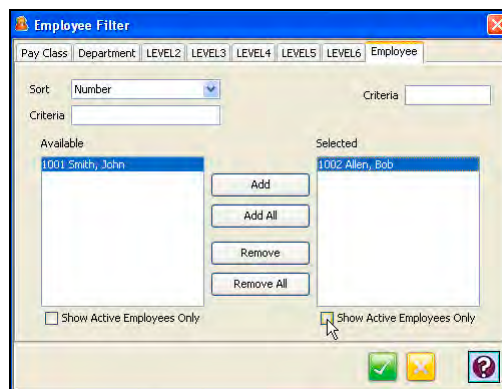 Employee Filter
Pay Class Department LEVEL2 LEVEL3 LEVEL4 LEVEL5 LEVEL6 Employee
Sort Number Criteria
Criteria
Available Selected
1001 Smith, John 1002 Allen, Bob
Add
Add All
Remove
Remove All
Show Active Employees Only Show Active Employees Only
?